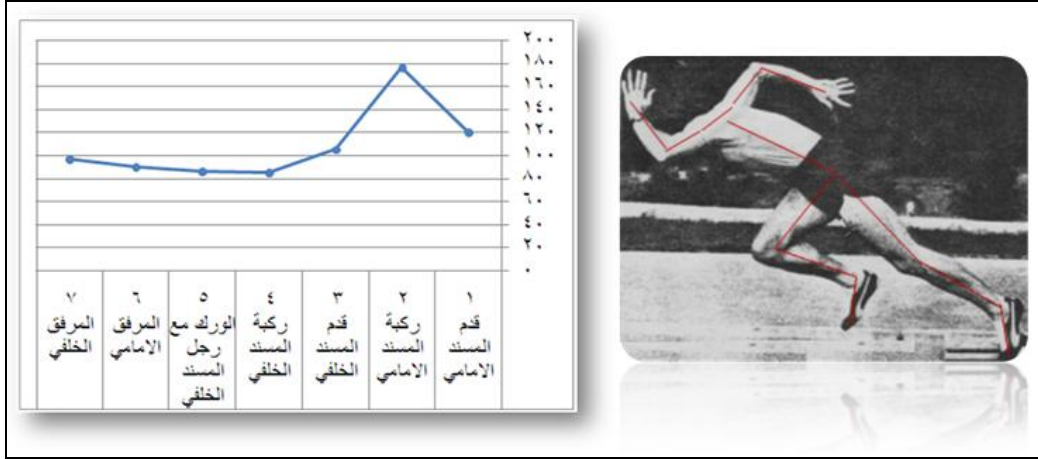 ٢٠٠
١٨٠
١٦٠
١٤٠
١٢٠
١٠٠
٨٠
٦٠
٤٠
٢٠
٠
١
قدم
المسند
الامامي
٢
ركبة
المسند
الامامي
٣
قدم
المسند
الخلفي
٤
ركبة
المسند
الخلفي
٥
الورك مع
رجل
المسند
الخلفي
٦
المرفق
الامامي
٧
المرفق
الخلفي